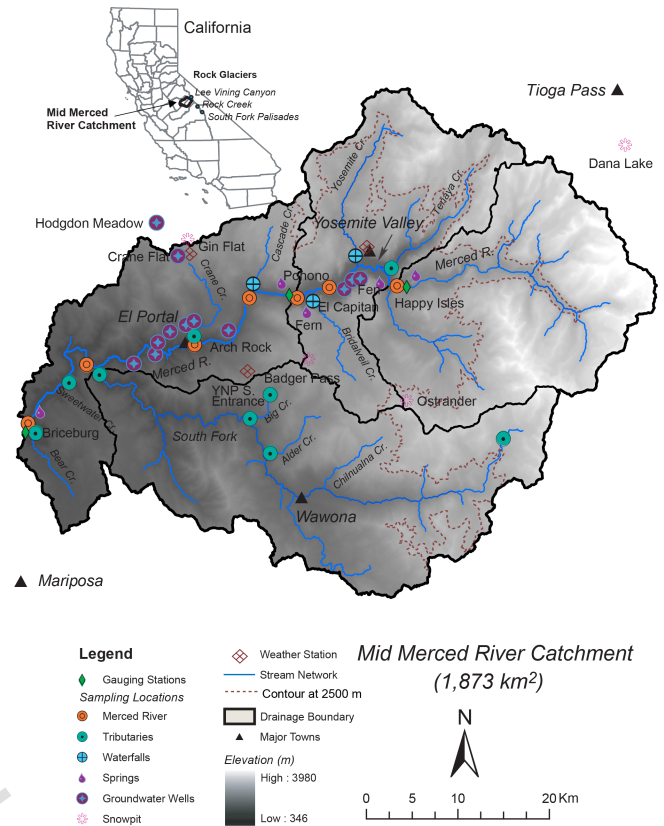 California
Rock Glaciers
Lee Vining Canyon
Rock Creek
South Fork Palisades
Mid Merced
River Catchment
Tioga Pass
Dana Lake
Yosemite Cr.
Tenaya Cr.
Hodgdon Meadow
Yosemite Valley
Cascade Cr.
Gin Flat
Crane Flat
Merced R.
Crane Cr.
Pohono
Fern
Happy Isles
El Capitan
El Portal
Fern
Arch Rock
Bridalveil Cr.
Merced R.
Badger Pass
YNP S.
Entrance
Ostrander
Sweetwater Cr.
Big Cr.
Briceburg
South Fork
Alder Cr.
Chilnualna Cr.
Bear Cr.
Wawona
Mariposa
Legend
Gauging Stations
Sampling Locations
Merced River
Tributaries
Waterfalls
Springs
Groundwater Wells
Snowpit
Weather Station
Stream Network
Contour at 2500 m
Drainage Boundary
Major Towns
Elevation (m)
High : 3980
Low : 346
Mid Merced River Catchment
(1,873 km²)
N
0 5 10 20 Km